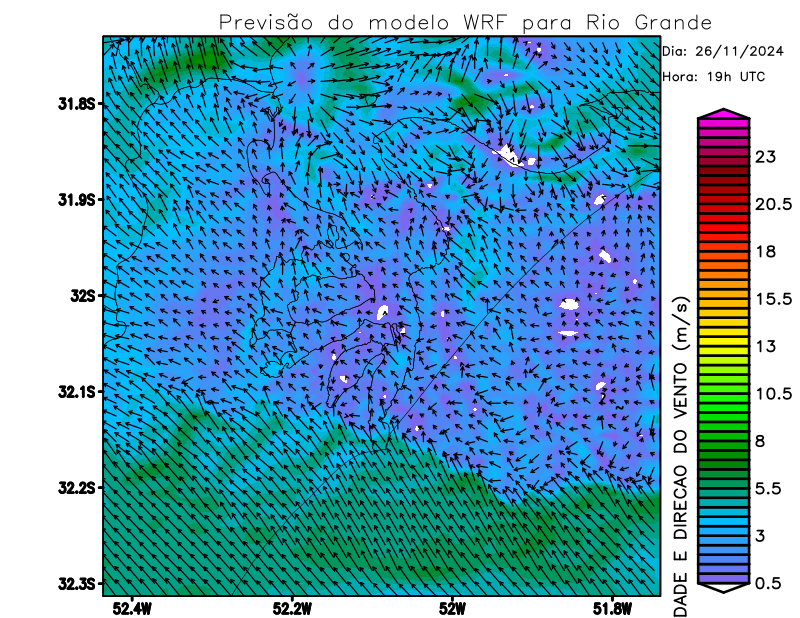 Previsão do modelo WRF para Rio Grande
Dia: 26/11/2024
Hora: 19h UTC
31.8S
31.9S
32S
32.1S
32.2S
32.3S
52.4W
52.2W
52W
51.8W
23
20.5
18
15.5
13
10.5
8
5.5
3
0.5
DADE E DIRECAO DO VENTO (m/s)